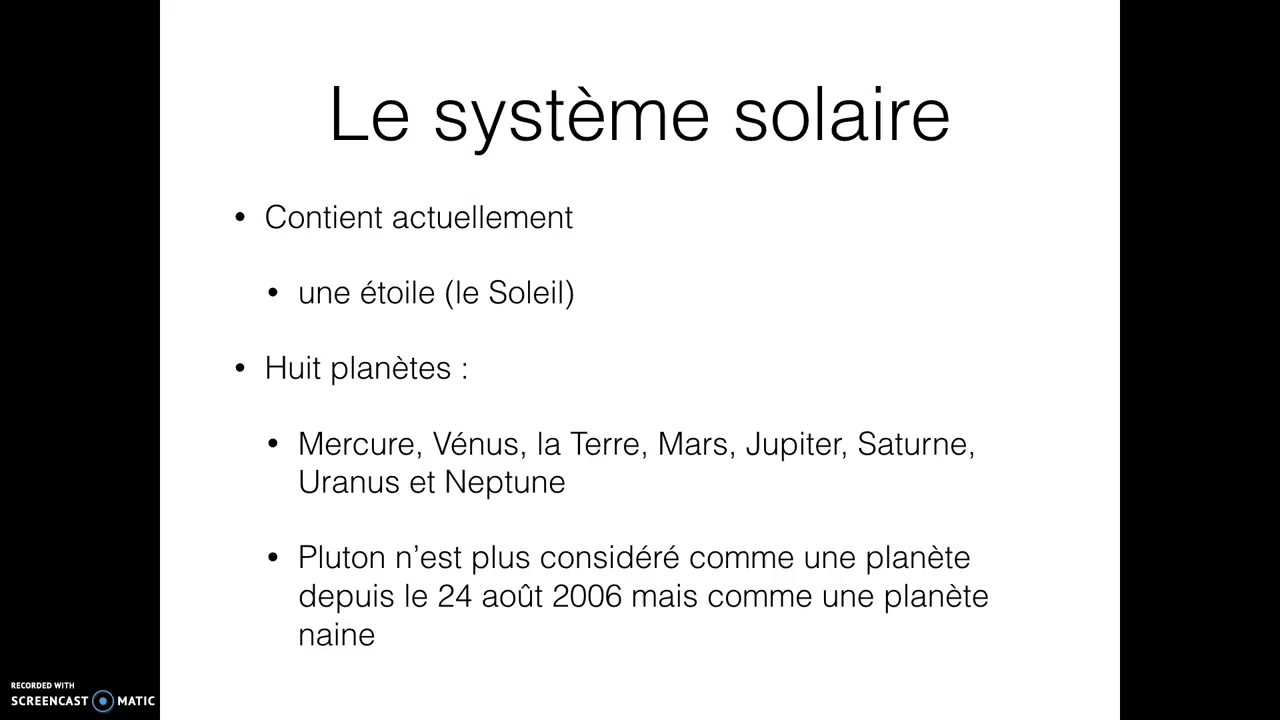 Le système solaire
• Contient actuellement
• une étoile (le Soleil)
• Huit planètes :
• Mercure, Vénus, la Terre, Mars, Jupiter, Saturne,
Uranus et Neptune
• Pluton n’est plus considéré comme une planète
depuis le 24 août 2006 mais comme une planète
naine
RECORDED WITH
SCREENCAST MATIC